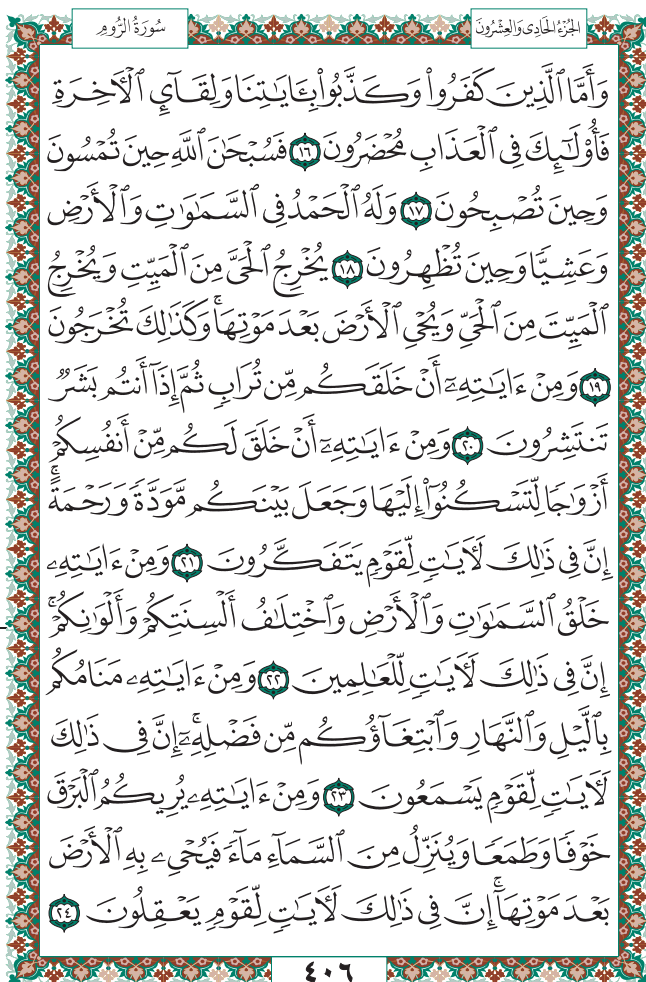 الجُزْءُ الحَادِى وَالعِشْرُونَ
سُورَةُ الرُّومِ
وَأَمَّا ٱلَّذِينَ كَفَرُواْ وَكَذَّبُواْ بِـَٔايَٰتِنَا وَلِقَآيِٕ ٱلۡأٓخِرَةِ
فَأُوْلَٰٓئِكَ فِي ٱلۡعَذَابِ مُحۡضَرُونَ ١٦ فَسُبۡحَٰنَ ٱللَّهِ حِينَ تُمۡسُونَ
وَحِينَ تُصۡبِحُونَ ١٧ وَلَهُ ٱلۡحَمۡدُ فِي ٱلسَّمَٰوَٰتِ وَٱلۡأَرۡضِ
وَعَشِيّٗا وَحِينَ تُظۡهِرُونَ ١٨ يُخۡرِجُ ٱلۡحَيَّ مِنَ ٱلۡمَيِّتِ وَيُخۡرِجُ
ٱلۡمَيِّتَ مِنَ ٱلۡحَيِّ وَيُحۡيِ ٱلۡأَرۡضَ بَعۡدَ مَوۡتِهَاۚ وَكَذَٰلِكَ تُخۡرَجُونَ
١٩ وَمِنۡ ءَايَٰتِهِۦٓ أَنۡ خَلَقَكُم مِّن تُرَابٖ ثُمَّ إِذَآ أَنتُم بَشَرٞ
تَنتَشِرُونَ ٢٠ وَمِنۡ ءَايَٰتِهِۦٓ أَنۡ خَلَقَ لَكُم مِّنۡ أَنفُسِكُمۡ
أَزۡوَٰجٗا لِّتَسۡكُنُوٓاْ إِلَيۡهَا وَجَعَلَ بَيۡنَكُم مَّوَدَّةٗ وَرَحۡمَةًۚ
إِنَّ فِي ذَٰلِكَ لَأٓيَٰتٖ لِّقَوۡمٖ يَتَفَكَّرُونَ ٢١ وَمِنۡ ءَايَٰتِهِۦ
خَلۡقُ ٱلسَّمَٰوَٰتِ وَٱلۡأَرۡضِ وَٱخۡتِلَٰفُ أَلۡسِنَتِكُمۡ وَأَلۡوَٰنِكُمۡۚ
إِنَّ فِي ذَٰلِكَ لَأٓيَٰتٖ لِّلۡعَٰلِمِينَ ٢٢ وَمِنۡ ءَايَٰتِهِۦ مَنَامُكُم
بِٱلَّيۡلِ وَٱلنَّهَارِ وَٱبۡتِغَآؤُكُم مِّن فَضۡلِهِۦٓۚ إِنَّ فِي ذَٰلِكَ
لَأٓيَٰتٖ لِّقَوۡمٖ يَسۡمَعُونَ ٢٣ وَمِنۡ ءَايَٰتِهِۦ يُرِيكُمُ ٱلۡبَرۡقَ
خَوۡفٗا وَطَمَعٗا وَيُنَزِّلُ مِنَ ٱلسَّمَآءِ مَآءٗ فَيُحۡيِۦ بِهِ ٱلۡأَرۡضَ
بَعۡدَ مَوۡتِهَآۚ إِنَّ فِي ذَٰلِكَ لَأٓيَٰتٖ لِّقَوۡمٖ يَعۡقِلُونَ ٢٤
٤٠٦